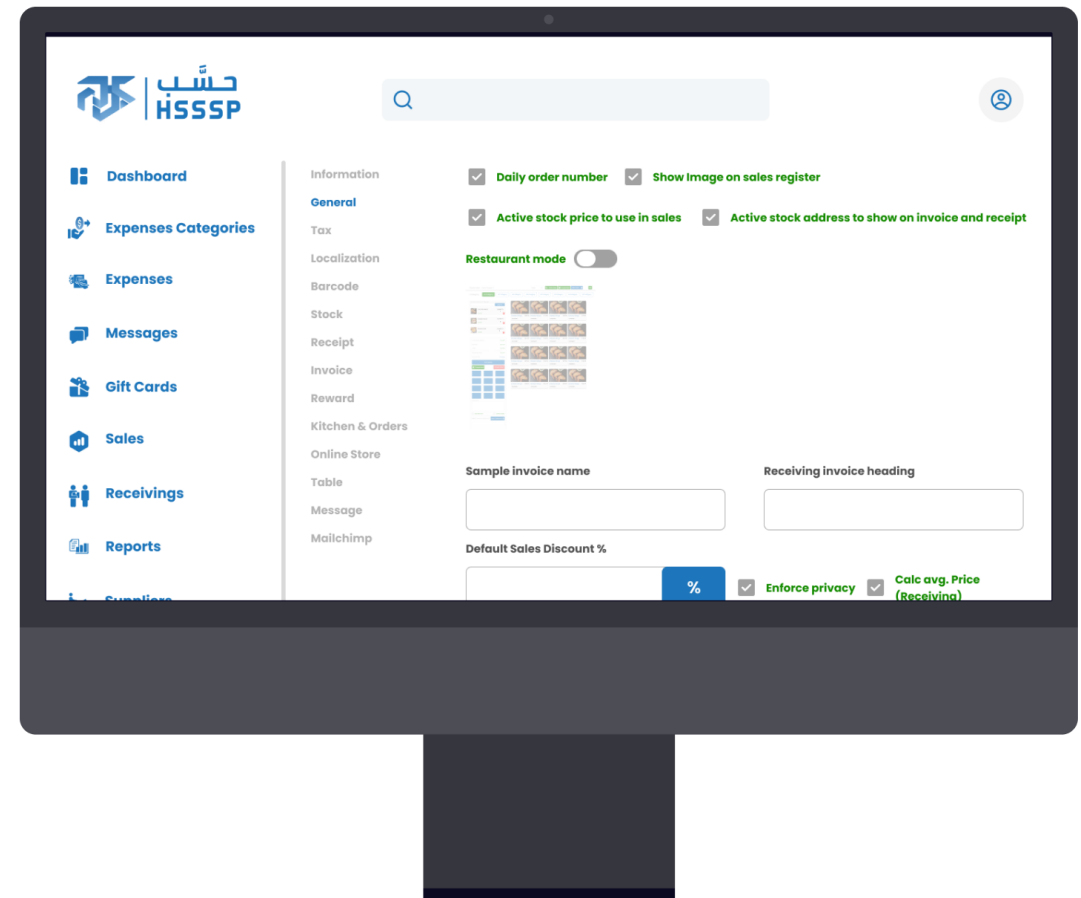 حسَّب
HSSSP
Dashboard
Expenses Categories
Expenses
Messages
Gift Cards
Sales
Receivings
Reports
Suppliers
Information
General
Tax
Localization
Barcode
Stock
Receipt
Invoice
Reward
Kitchen & Orders
Online Store
Table
Message
Mailchimp
Daily order number
Show Image on sales register
Active stock price to use in sales
Active stock address to show on invoice and receipt
Restaurant mode
Sample invoice name
Receiving invoice heading
Default Sales Discount %
%
Enforce privacy
Calc avg. Price
(Receiving)